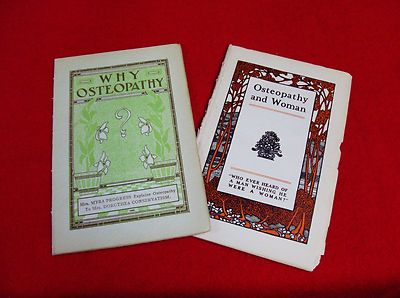 WHY
OSTEOPATHY
?
Mrs. MYRA PROGRESS Explains Osteopathy
To Mrs. DOROTHEA CONSERVATISM.
Osteopathy
and Woman
"WHO EVER HEARD OF
A MAN WISHING HE
WERE A WOMAN?"